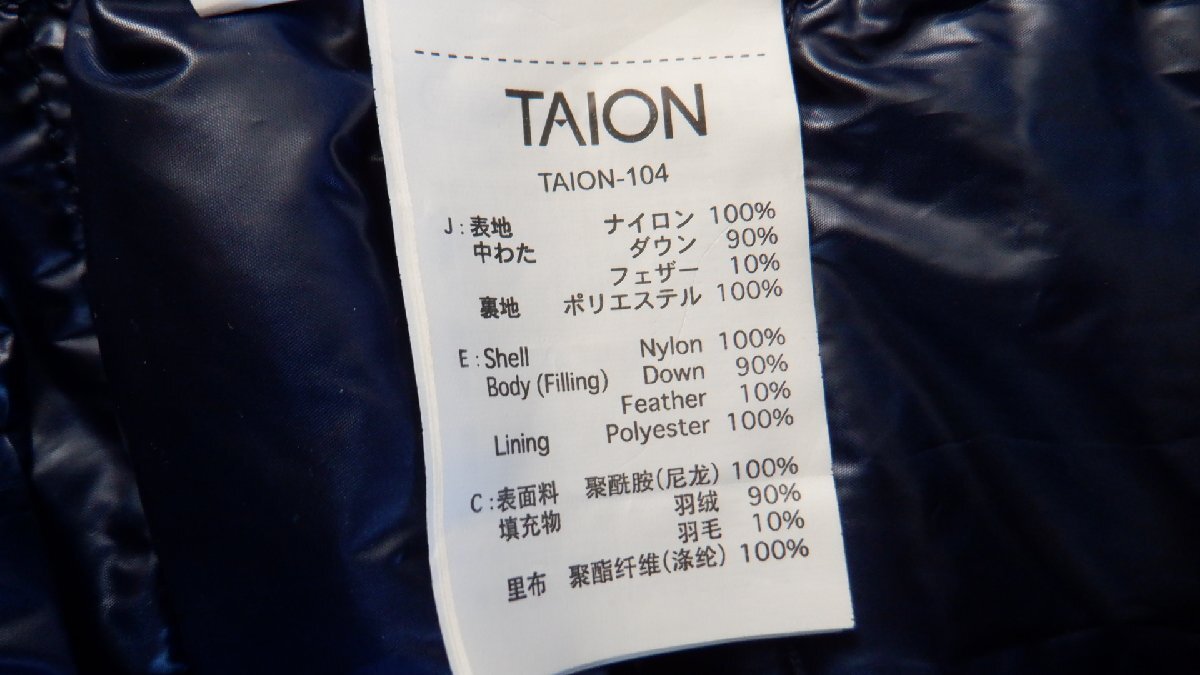 TAION
TAION-104
J : 表地 ナイロン 100%
中わた ダウン 90%
フェザー 10%
裏地 ポリエステル 100%
E : Shell Nylon 100%
Body (Filling) Down 90%
Feather 10%
Lining Polyester 100%
C : 表面料 聚酰胺(尼龙) 100%
填充物 羽绒 90%
羽毛 10%
里布 聚酯纤维(涤纶) 100%